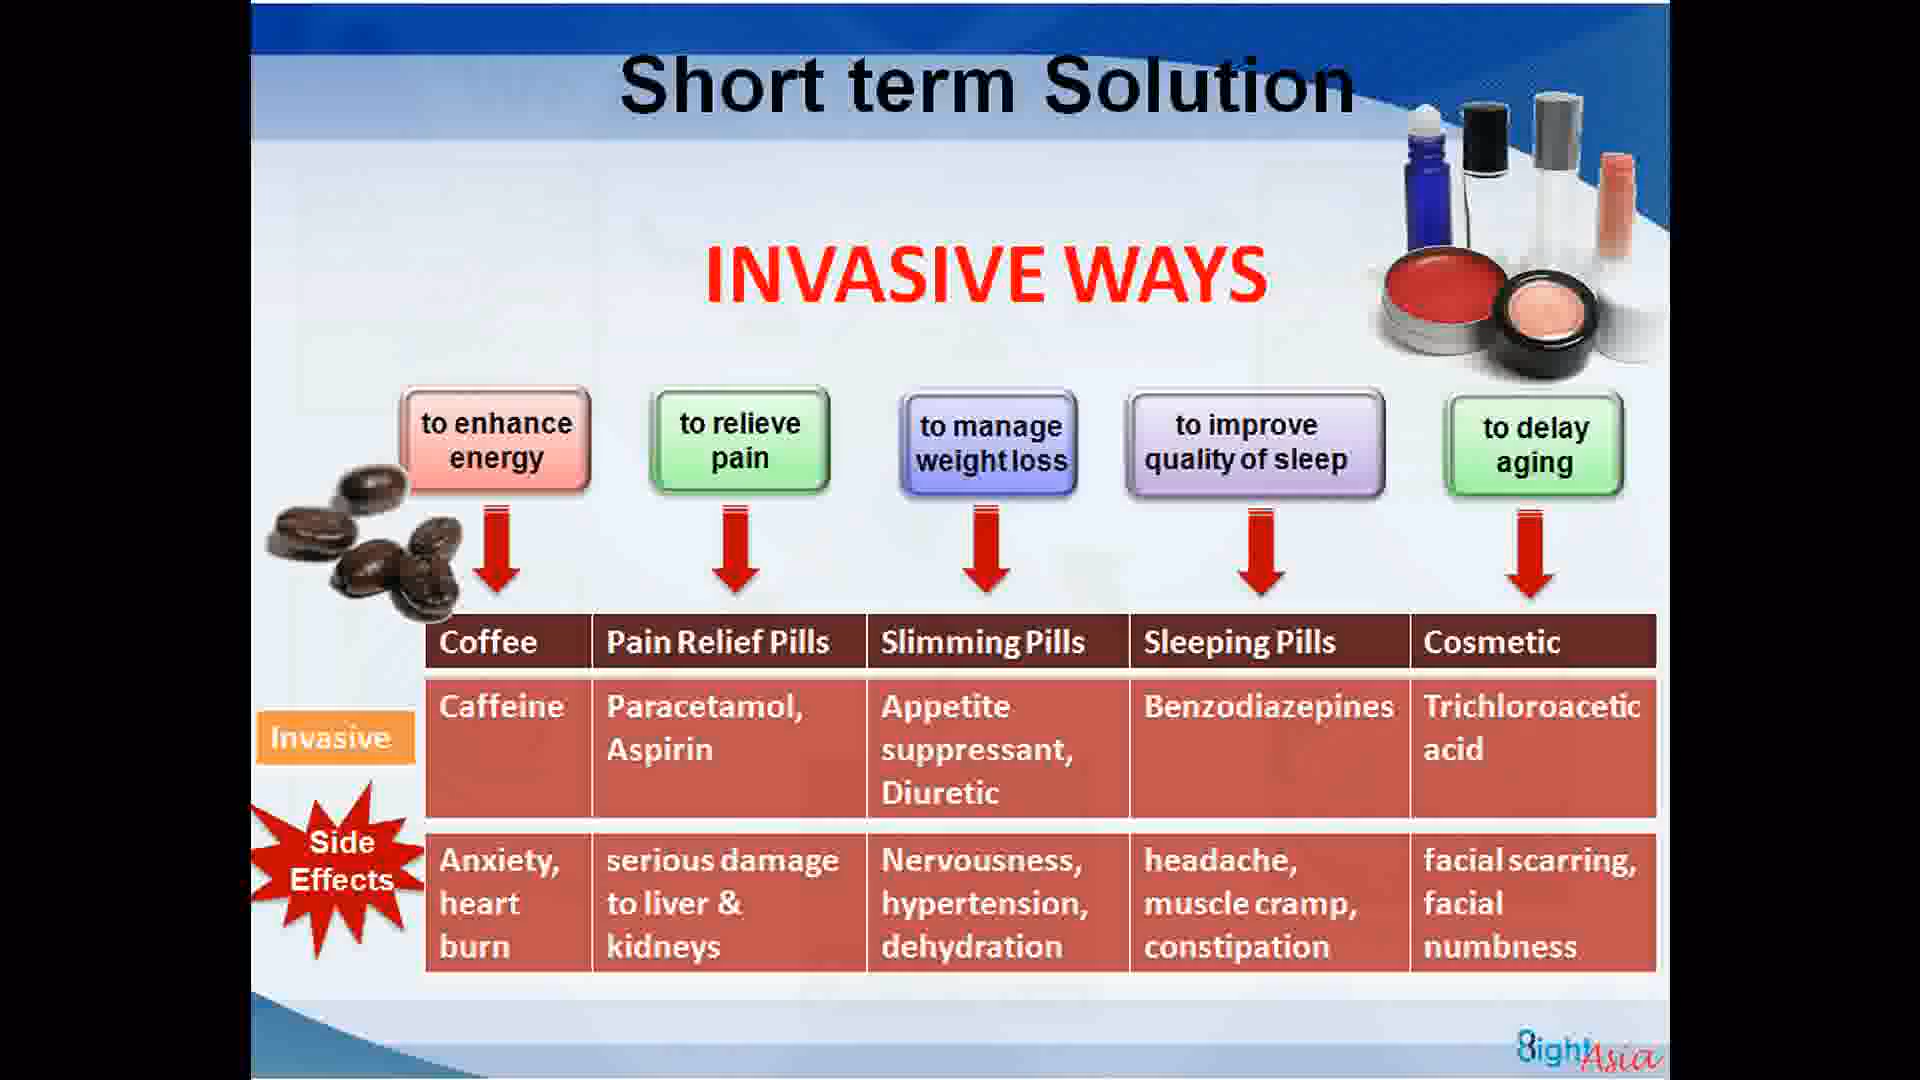 Short term Solution
INVASIVE WAYS
to enhance
energy
to relieve
pain
to manage
weight loss
to improve
quality of sleep
to delay
aging
Coffee
Pain Relief Pills
Slimming Pills
Sleeping Pills
Cosmetic
Invasive
Caffeine
Paracetamol,
Aspirin
Appetite
suppressant,
Diuretic
Benzodiazepines
Trichloroacetic
acid
Side
Effects
Anxiety,
heart
burn
serious damage
to liver &
kidneys
Nervousness,
hypertension,
dehydration
headache,
muscle cramp,
constipation
facial scarring,
facial
numbness
8ight Asia